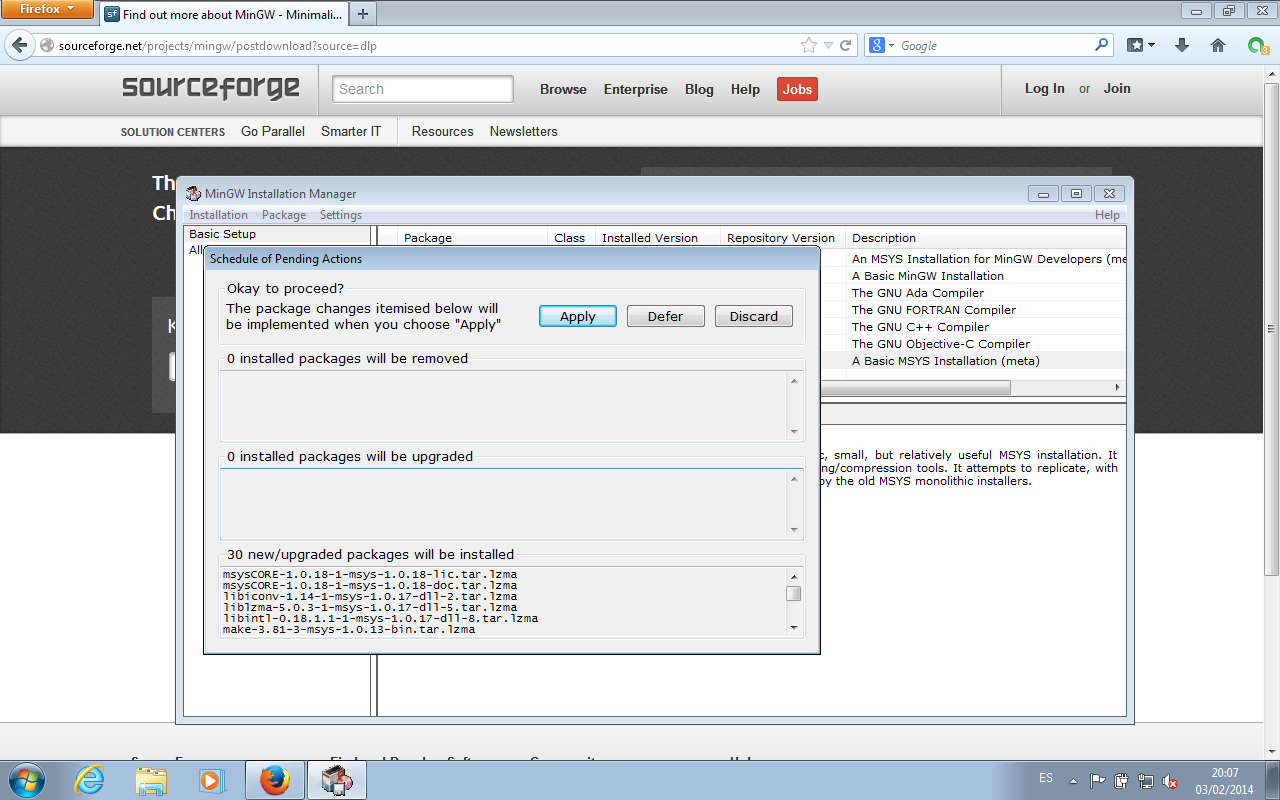 Firefox
Find out more about MinGW - Minimali...
sourceforge.net/projects/mingw/postdownload?source=dlp
Google
sourceforge
Search
Browse
Enterprise
Blog
Help
Jobs
Log In or Join
SOLUTION CENTERS
Go Parallel
Smarter IT
Resources
Newsletters
Th
Ch
MinGW Installation Manager
Installation
Package
Settings
Help
Basic Setup
All
Package
Class
Installed Version
Repository Version
Description
An MSYS Installation for MinGW Developers (me
A Basic MinGW Installation
The GNU Ada Compiler
The GNU FORTRAN Compiler
The GNU C++ Compiler
The GNU Objective-C Compiler
A Basic MSYS Installation (meta)
c, small, but relatively useful MSYS installation. It
ng/compression tools. It attempts to replicate, with
by the old MSYS monolithic installers.
Schedule of Pending Actions
Okay to proceed?
The package changes itemised below will
be implemented when you choose "Apply"
Apply
Defer
Discard
0 installed packages will be removed
0 installed packages will be upgraded
30 new/upgraded packages will be installed
msysCORE-1.0.18-1-msys-1.0.18-lic.tar.lzma
msysCORE-1.0.18-1-msys-1.0.18-doc.tar.lzma
libiconv-1.14-1-msys-1.0.17-dll-2.tar.lzma
liblzma-5.0.3-1-msys-1.0.17-dll-5.tar.lzma
libintl-0.18.1.1-1-msys-1.0.17-dll-8.tar.lzma
make-3.81-3-msys-1.0.13-bin.tar.lzma
ES
20:07
03/02/2014